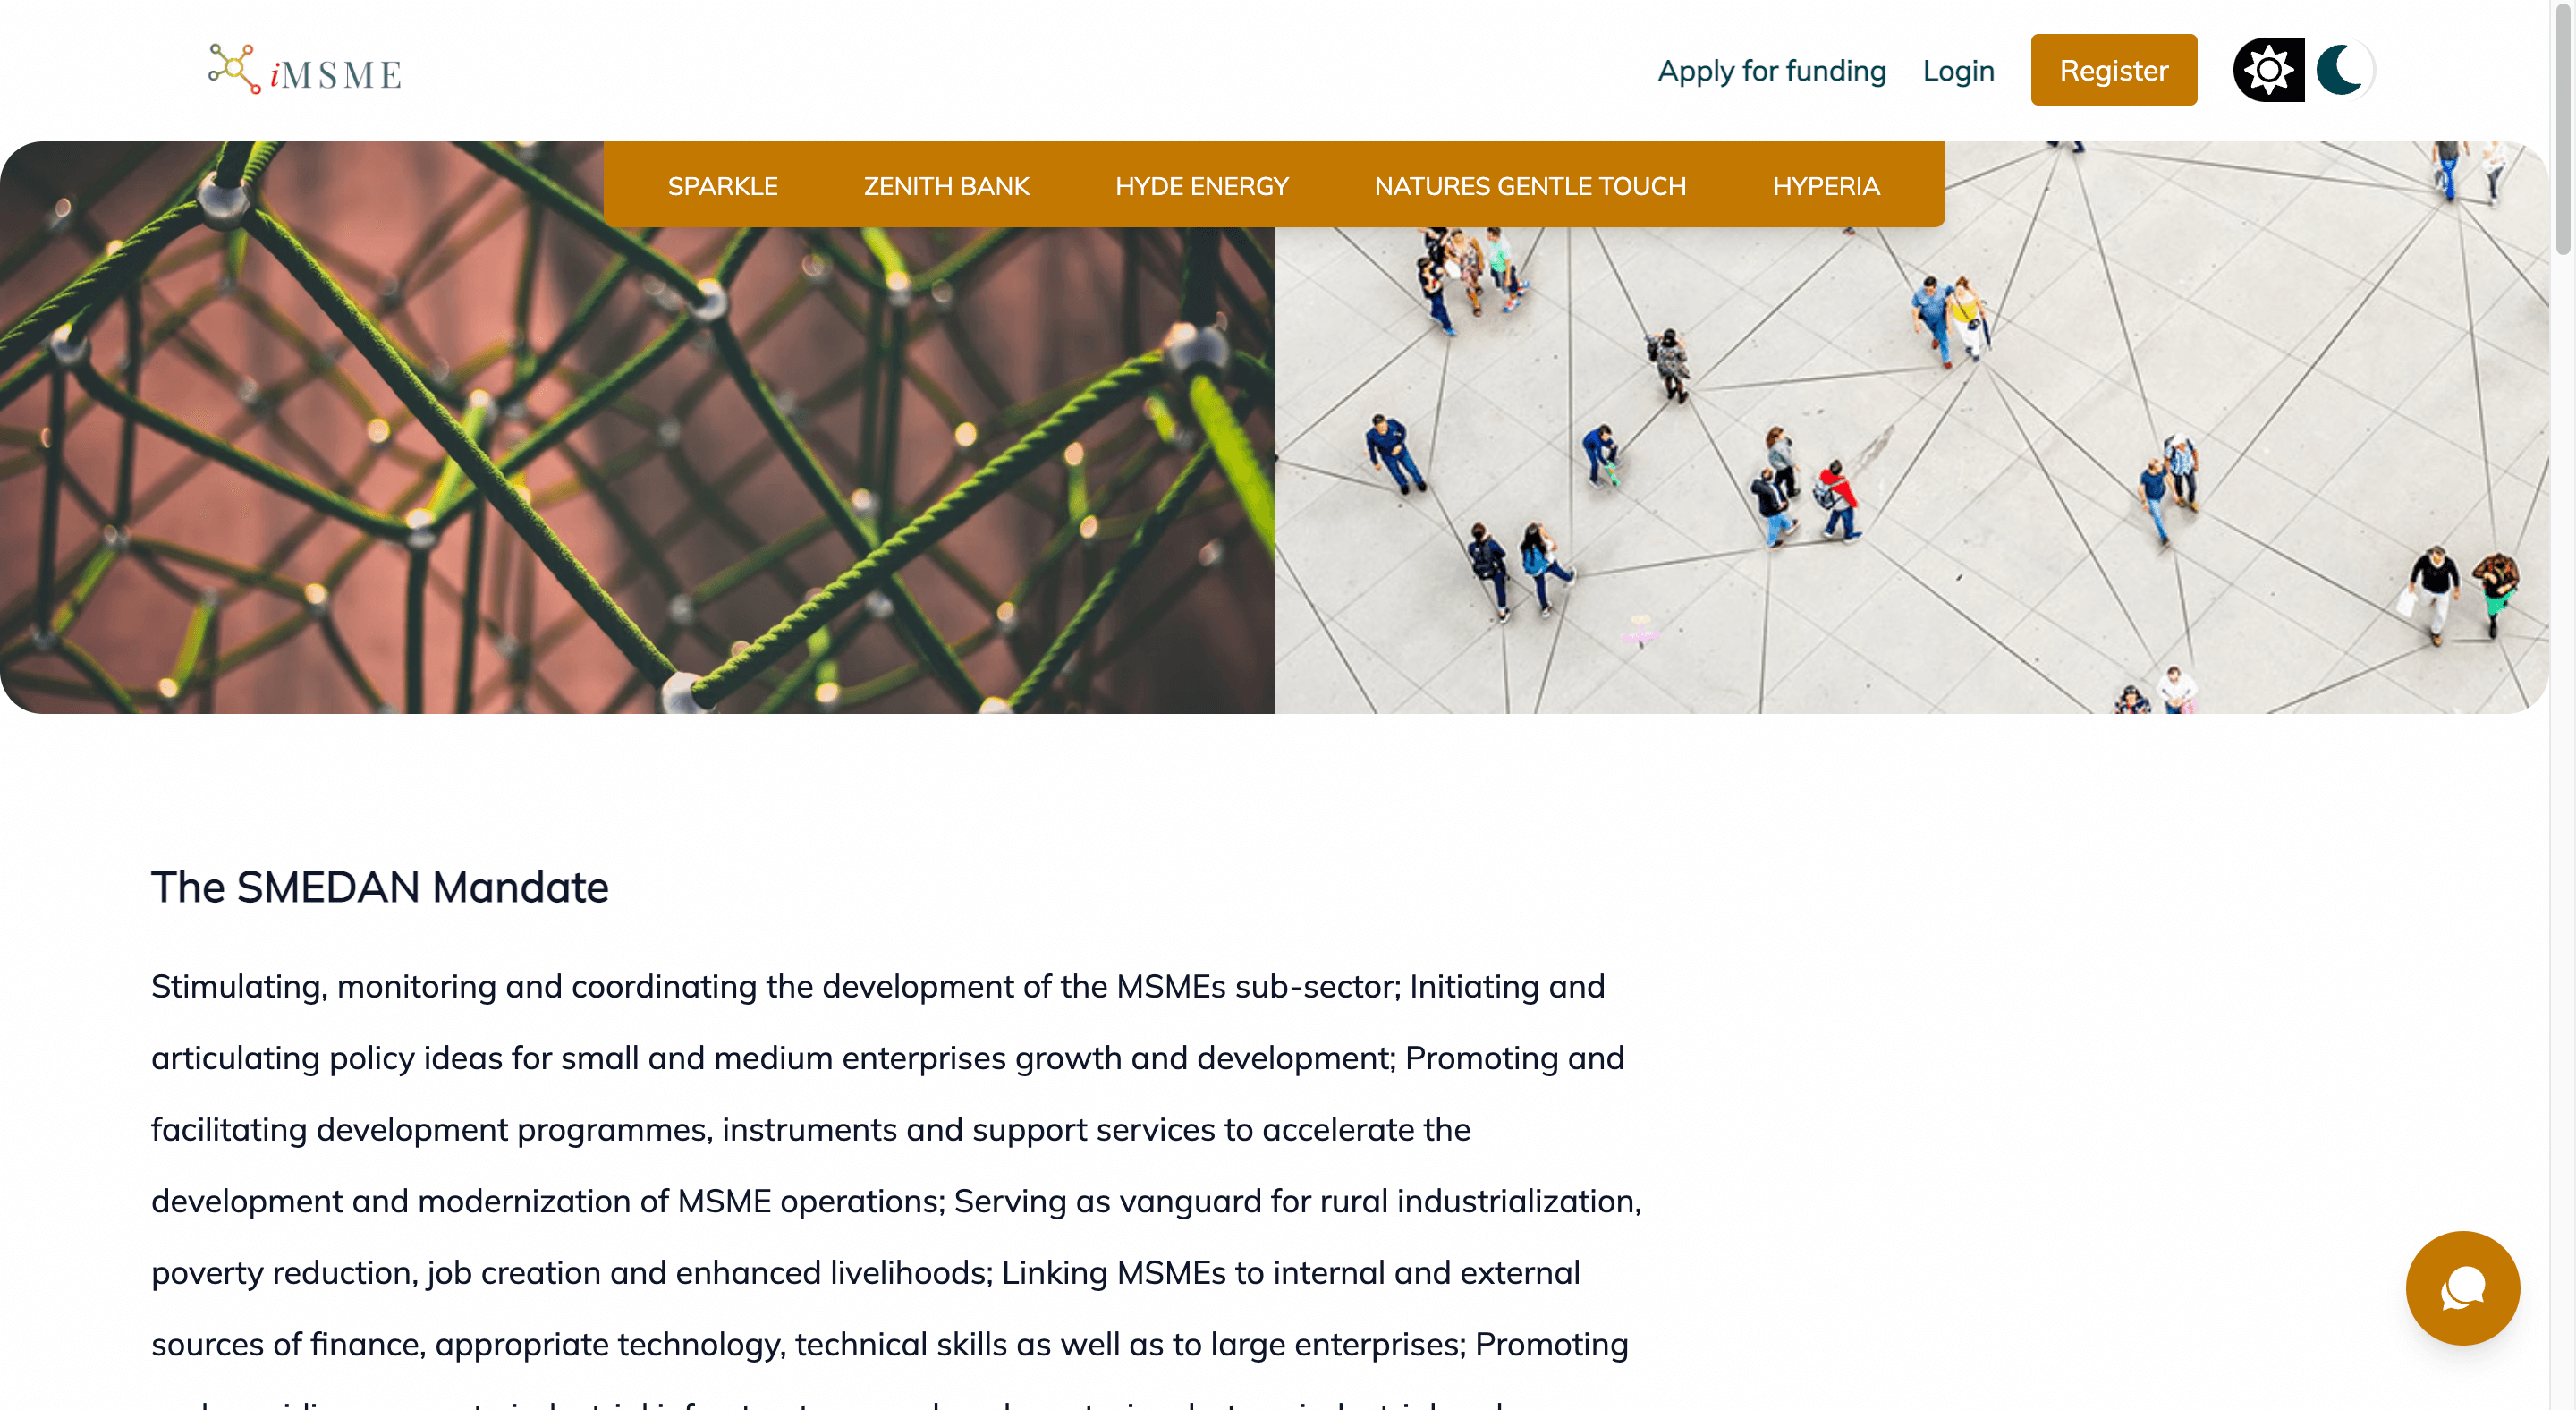 iMSME
Apply for funding
Login
Register
SPARKLE
ZENITH BANK
HYDE ENERGY
NATURES GENTLE TOUCH
HYPERIA
The SMEDAN Mandate
Stimulating, monitoring and coordinating the development of the MSMEs sub-sector; Initiating and
articulating policy ideas for small and medium enterprises growth and development; Promoting and
facilitating development programmes, instruments and support services to accelerate the
development and modernization of MSME operations; Serving as vanguard for rural industrialization,
poverty reduction, job creation and enhanced livelihoods; Linking MSMEs to internal and external
sources of finance, appropriate technology, technical skills as well as to large enterprises; Promoting